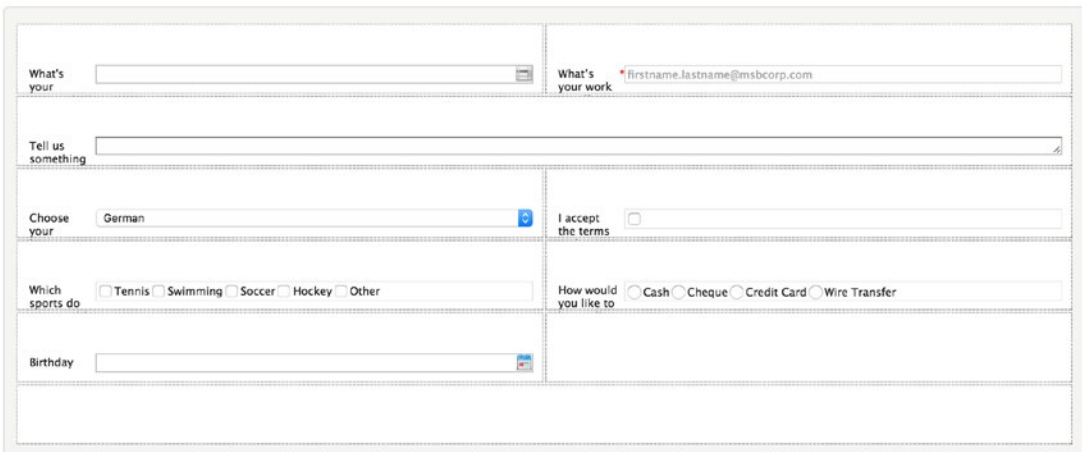 What's
your
What's
your work
*firstname.lastname@msbcorp.com
Tell us
something
Choose
your
German
I accept
the terms
Which
sports do
Tennis Swimming Soccer Hockey Other
How would
you like to
Cash Cheque Credit Card Wire Transfer
Birthday